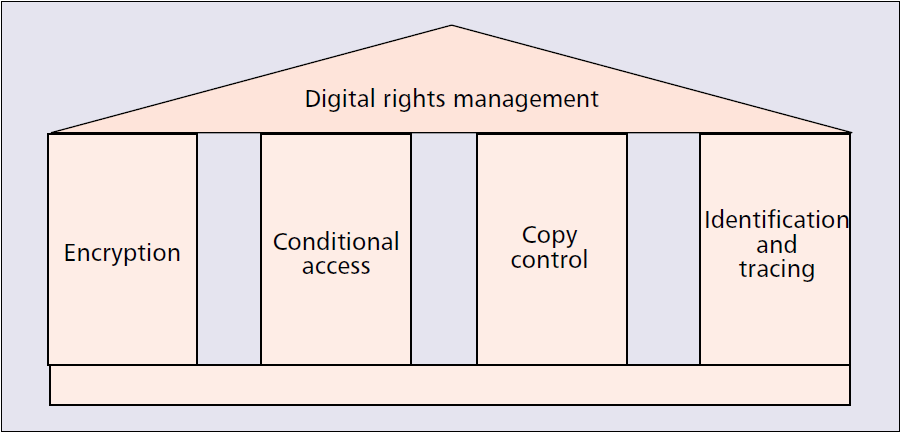 Digital rights management
Encryption
Conditional
access
Copy
control
Identification
and
tracing